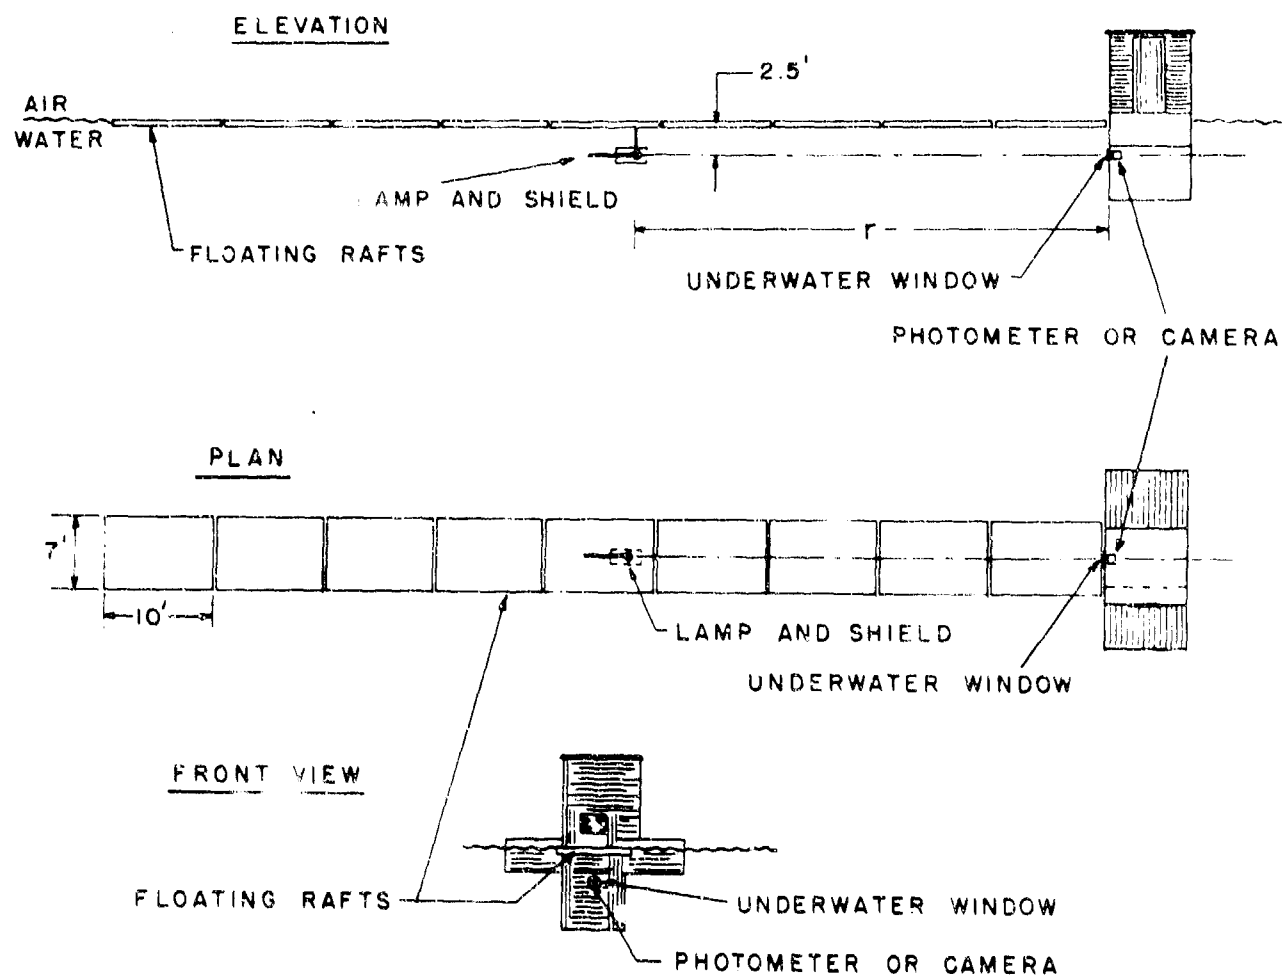 ELEVATION
2.5'
AIR
WATER
LAMP AND SHIELD
r
FLOATING RAFTS
UNDERWATER WINDOW
PHOTOMETER OR CAMERA
PLAN
7'
10'
LAMP AND SHIELD
UNDERWATER WINDOW
FRONT VIEW
FLOATING RAFTS
UNDERWATER WINDOW
PHOTOMETER OR CAMERA